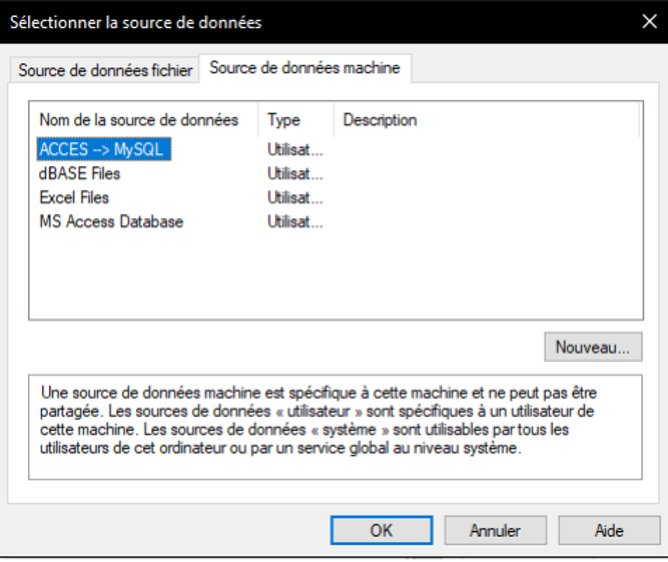 Sélectionner la source de données
Source de données fichier Source de données machine
Nom de la source de données Type Description
ACCES --> MySQL Utilisat...
dBASE Files Utilisat...
Excel Files Utilisat...
MS Access Database Utilisat...
Nouveau...
Une source de données machine est spécifique à cette machine et ne peut pas être
partagée. Les sources de données « utilisateur » sont spécifiques à un utilisateur de
cette machine. Les sources de données « système » sont utilisables par tous les
utilisateurs de cet ordinateur ou par un service global au niveau système.
OK Annuler Aide